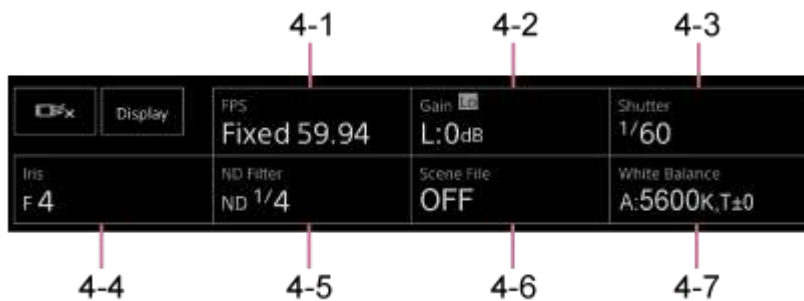 4-1 4-2 4-3
Display
FPS
Fixed 59.94
Gain Lo
L:0dB
Shutter
1/60
Iris
F 4
ND Filter
ND 1/4
Scene File
OFF
White Balance
A:5600K,T±0
4-4 4-5 4-6 4-7